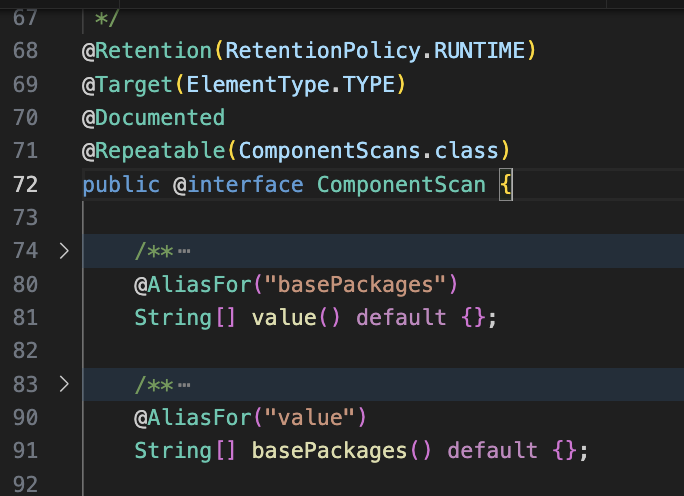 67 */
68 @Retention(RetentionPolicy.RUNTIME)
69 @Target(ElementType.TYPE)
70 @Documented
71 @Repeatable(ComponentScans.class)
72 public @interface ComponentScan {
73
74 > /** ⋯
80 @AliasFor("basePackages")
81 String[] value() default {};
82
83 > /** ⋯
90 @AliasFor("value")
91 String[] basePackages() default {};
92